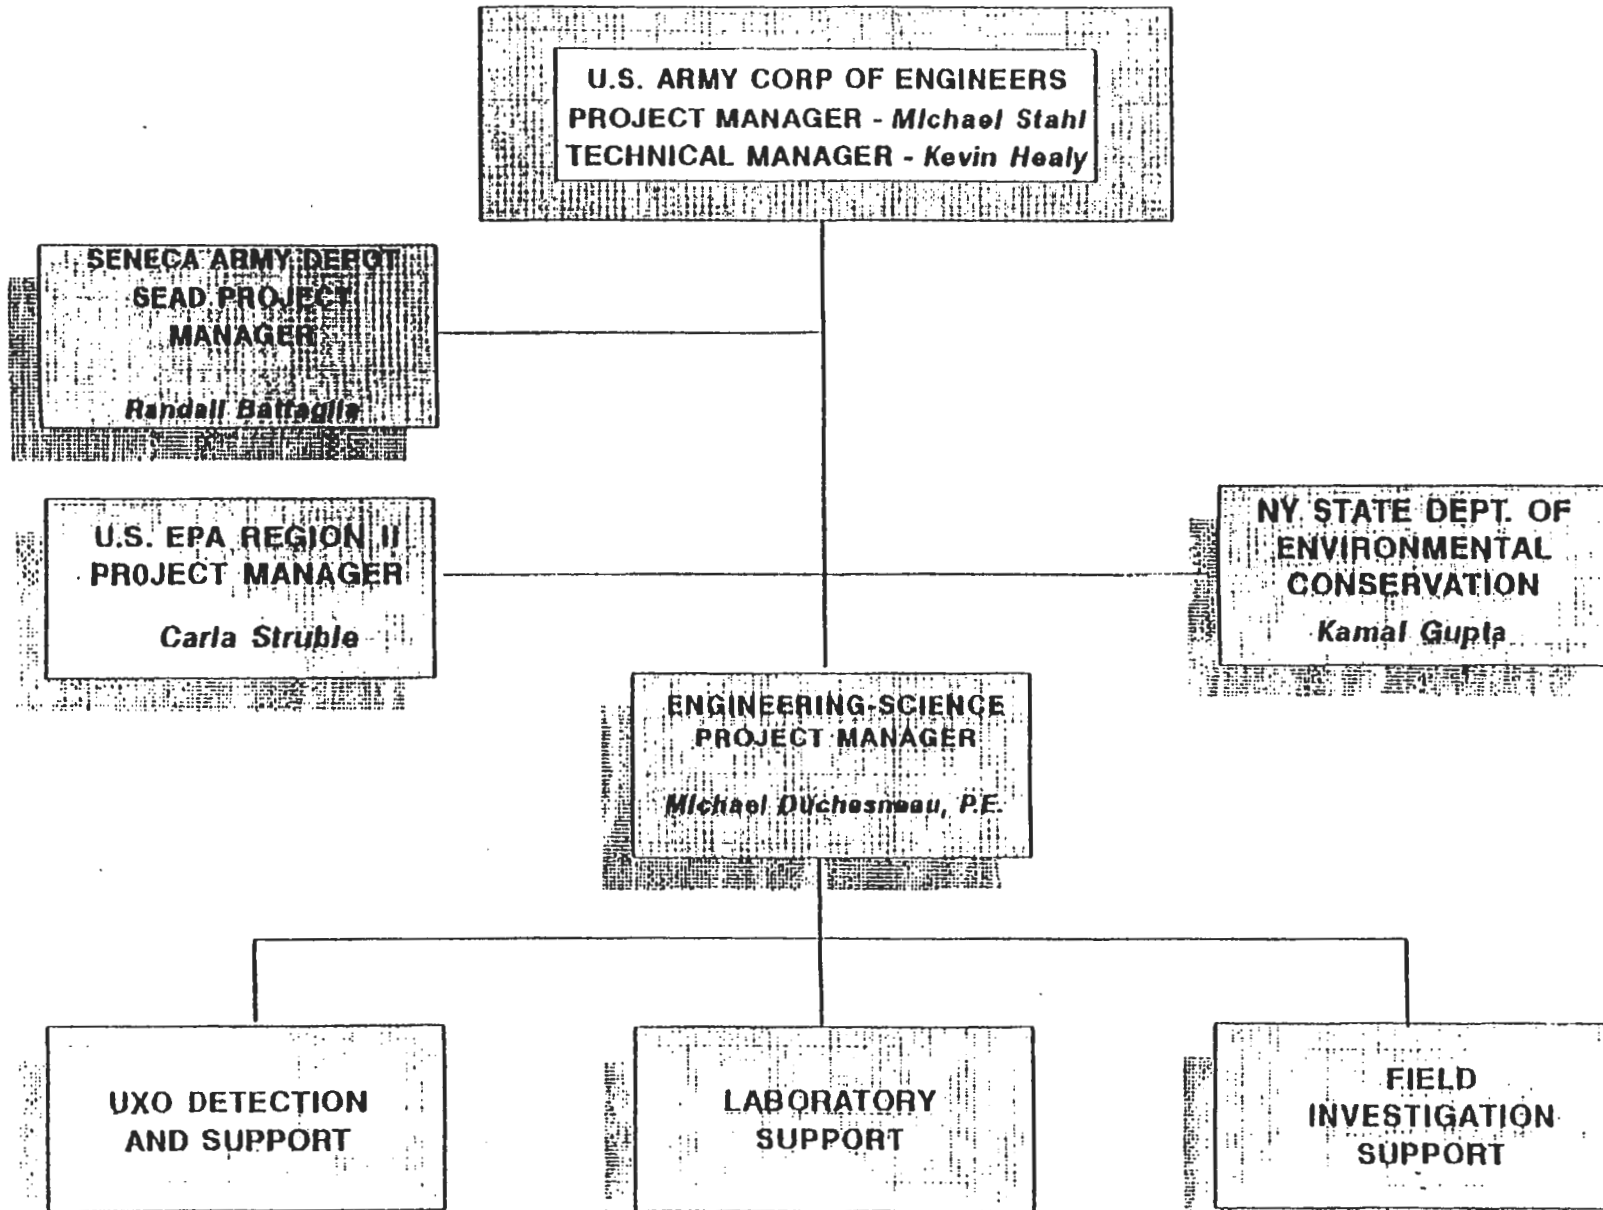 U.S. ARMY CORP OF ENGINEERS
PROJECT MANAGER - Michael Stahl
TECHNICAL MANAGER - Kevin Healy
SENECA ARMY DEPOT
SEAD PROJECT
MANAGER
Randall Battaglia
U.S. EPA REGION II
PROJECT MANAGER
Carla Struble
NY STATE DEPT. OF
ENVIRONMENTAL
CONSERVATION
Kamal Gupta
ENGINEERING-SCIENCE
PROJECT MANAGER
Michael Duchesneau, P.E.
UXO DETECTION
AND SUPPORT
LABORATORY
SUPPORT
FIELD
INVESTIGATION
SUPPORT